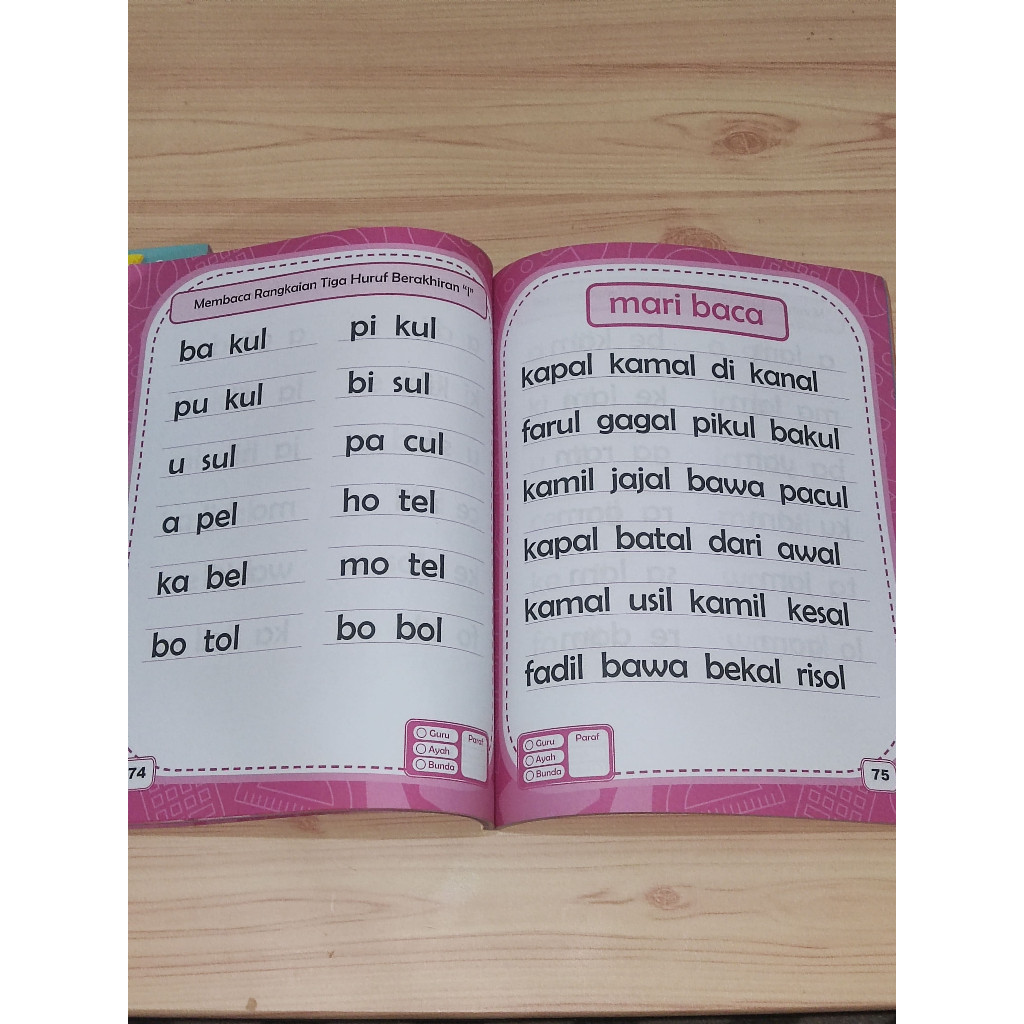 Membaca Rangkaian Tiga Huruf Berakhiran "l"
ba kul
pi kul
pu kul
bi sul
u sul
pa cul
a pel
ho tel
ka bel
mo tel
bo tol
bo bol
Guru
Ayah
Bunda
Paraf
74
mari baca
kapal kamal di kanal
farul gagal pikul bakul
kamil jajal bawa pacul
kapal batal dari awal
kamal usil kamil kesal
fadil bawa bekal risol
Guru
Ayah
Bunda
Paraf
75